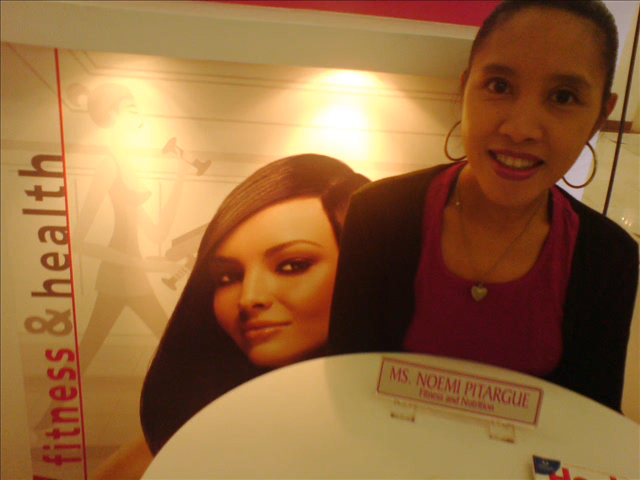 fitness & health
MS. NOEMI PITARGUE
Fitness and Nutrition